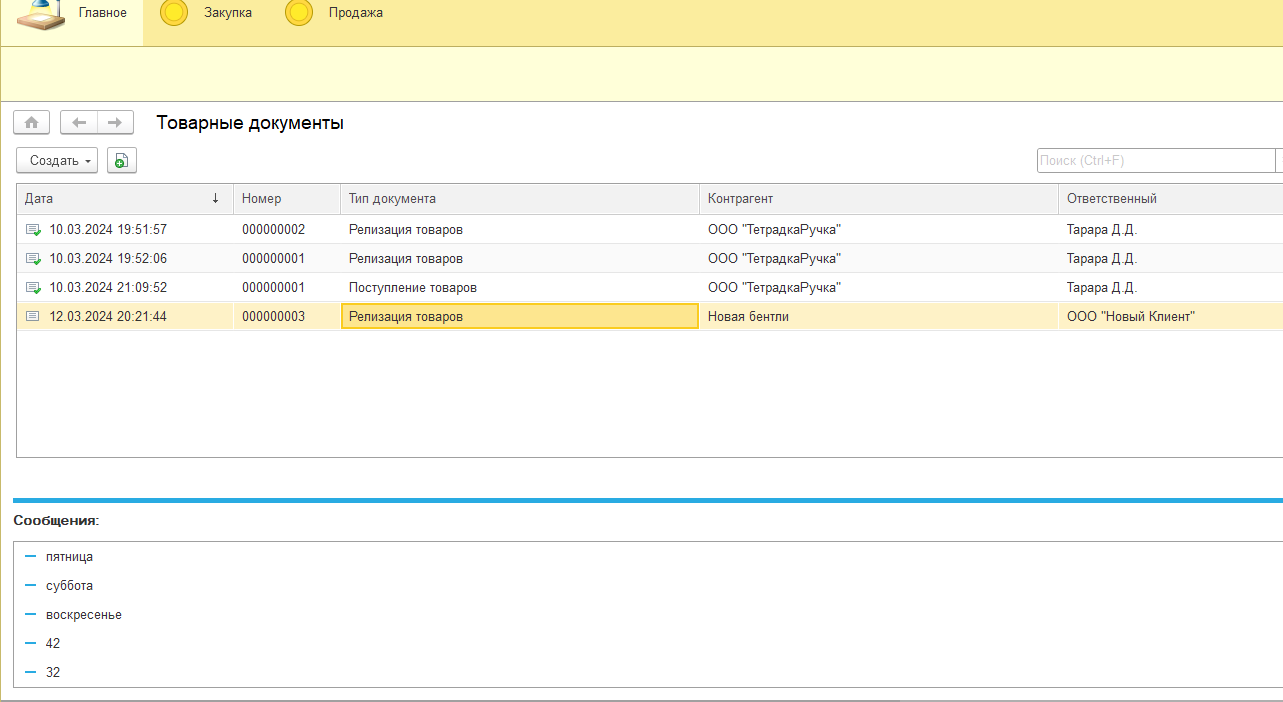 Главное Закупка Продажа
Товарные документы
Создать Поиск (Ctrl+F)
Дата ↓ Номер Тип документа Контрагент Ответственный
10.03.2024 19:51:57 000000002 Релизация товаров ООО "ТетрадкаРучка" Тарара Д.Д.
10.03.2024 19:52:06 000000001 Релизация товаров ООО "ТетрадкаРучка" Тарара Д.Д.
10.03.2024 21:09:52 000000001 Поступление товаров ООО "ТетрадкаРучка" Тарара Д.Д.
12.03.2024 20:21:44 000000003 Релизация товаров Новая бентли ООО "Новый Клиент"
Сообщения:
пятница
суббота
воскресенье
42
32